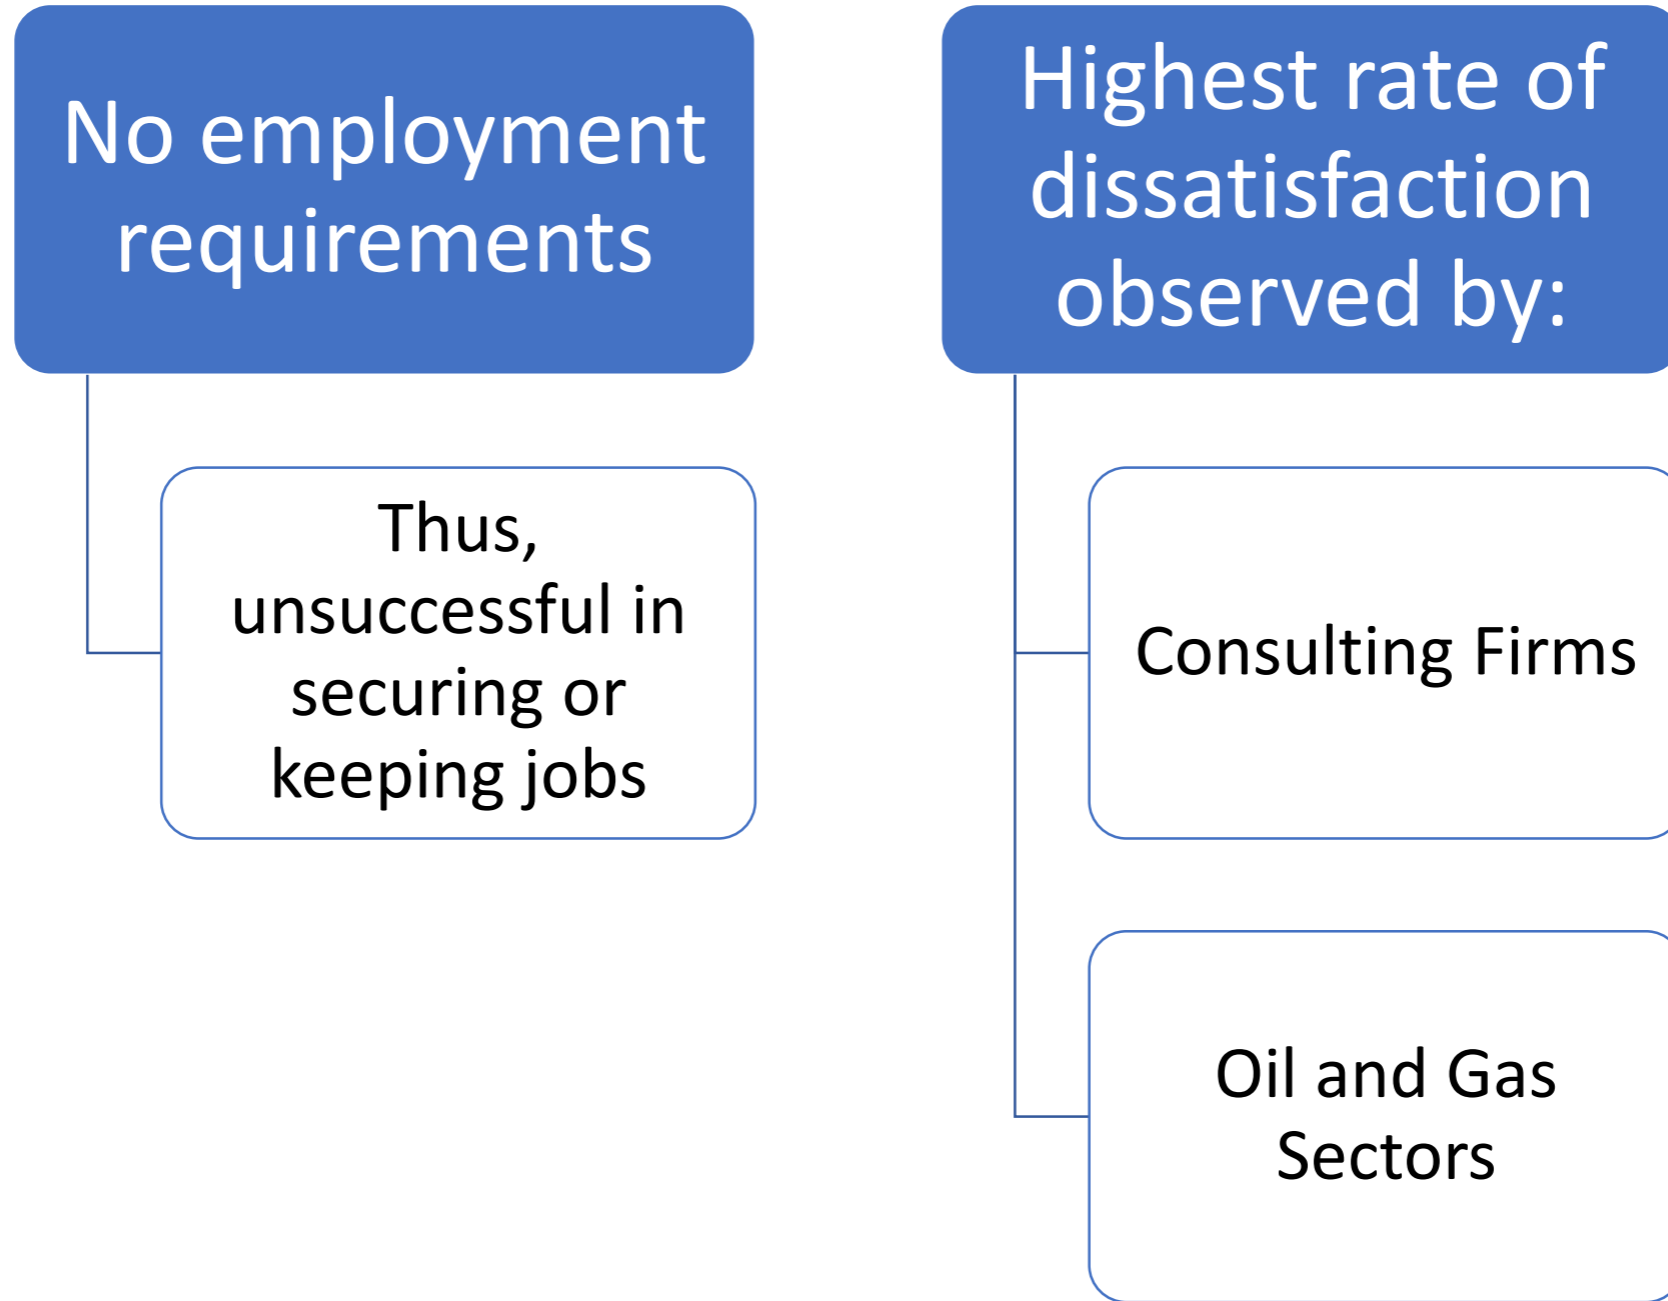 No employment
requirements
Thus,
unsuccessful in
securing or
keeping jobs
Highest rate of
dissatisfaction
observed by:
Consulting Firms
Oil and Gas
Sectors